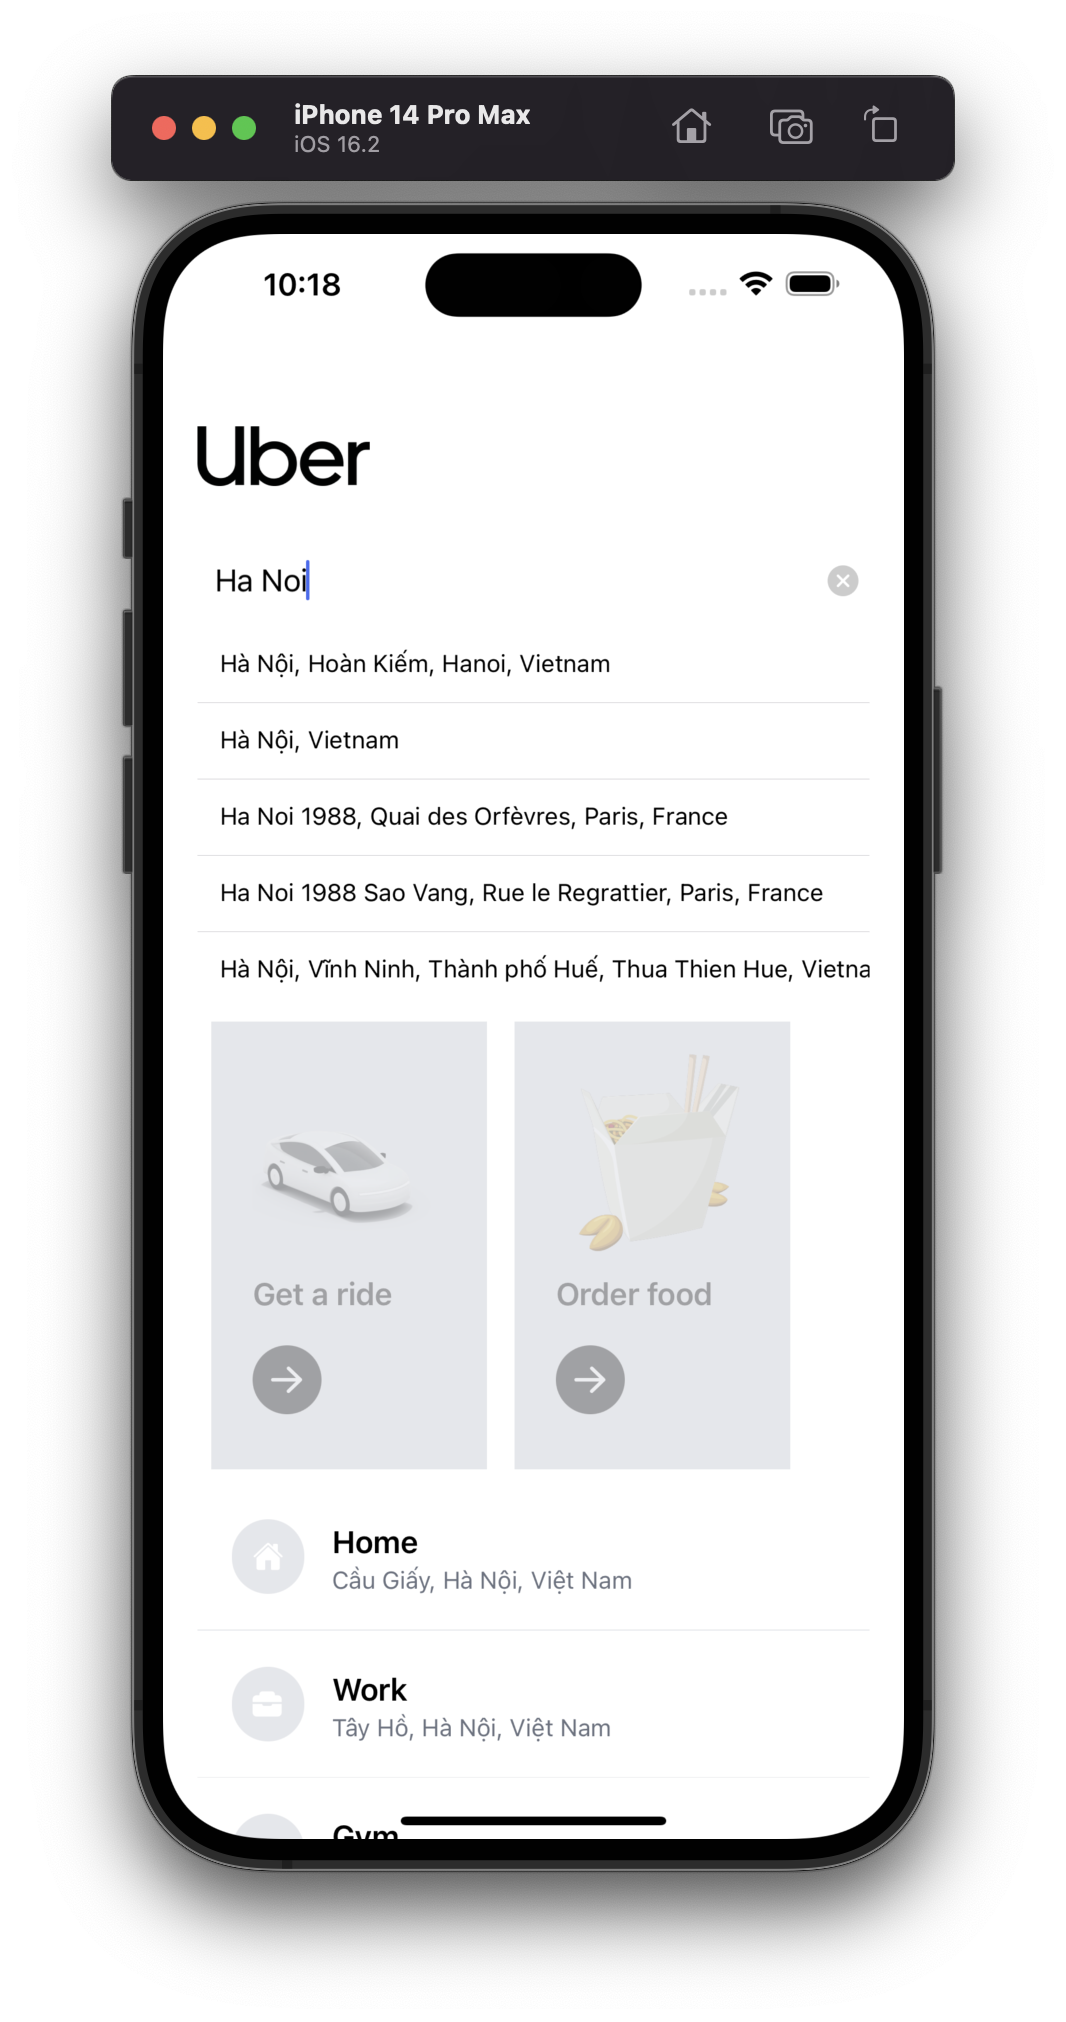 iPhone 14 Pro Max
iOS 16.2
10:18
Uber
Ha Noi
Hà Nội, Hoàn Kiếm, Hanoi, Vietnam
Hà Nội, Vietnam
Ha Noi 1988, Quai des Orfèvres, Paris, France
Ha Noi 1988 Sao Vang, Rue le Regrattier, Paris, France
Hà Nội, Vĩnh Ninh, Thành phố Huế, Thua Thien Hue, Vietna
Get a ride
Order food
Home
Cầu Giấy, Hà Nội, Việt Nam
Work
Tây Hồ, Hà Nội, Việt Nam
Gym